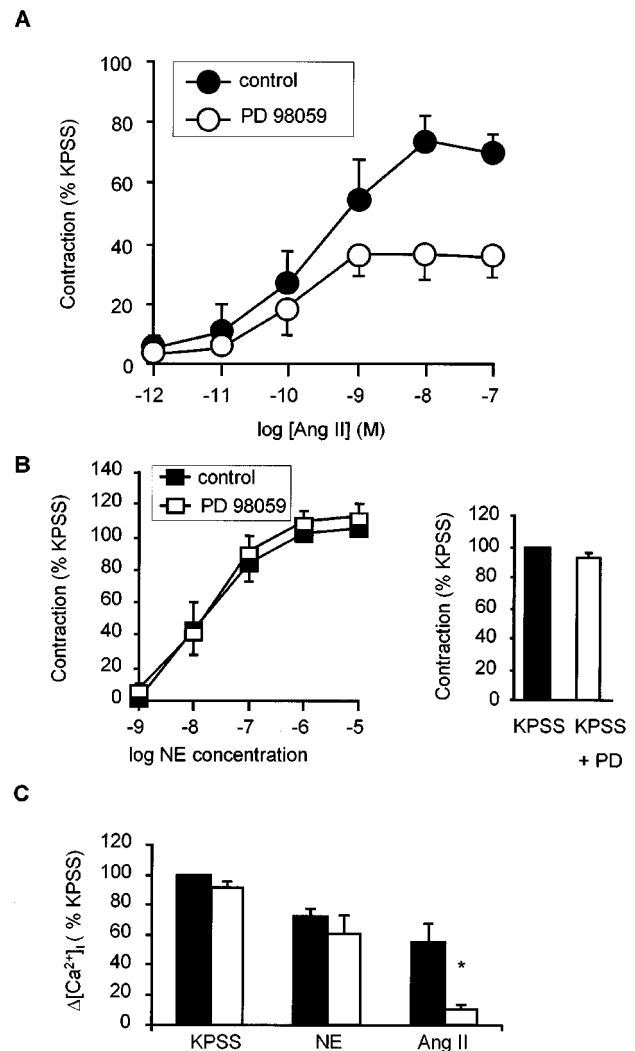 A
control
PD 98059
Contraction (% KPSS)
100
80
60
40
20
0
-12
-11
-10
-9
-8
-7
log [Ang II] (M)
B
control
PD 98059
Contraction (% KPSS)
140
120
100
80
60
40
20
0
-9
-8
-7
-6
-5
log NE concentration
Contraction (% KPSS)
120
100
80
60
40
20
0
KPSS
KPSS
+ PD
C
Δ[Ca²⁺]ᵢ ( % KPSS)
120
100
80
60
40
20
0
*
KPSS
NE
Ang II